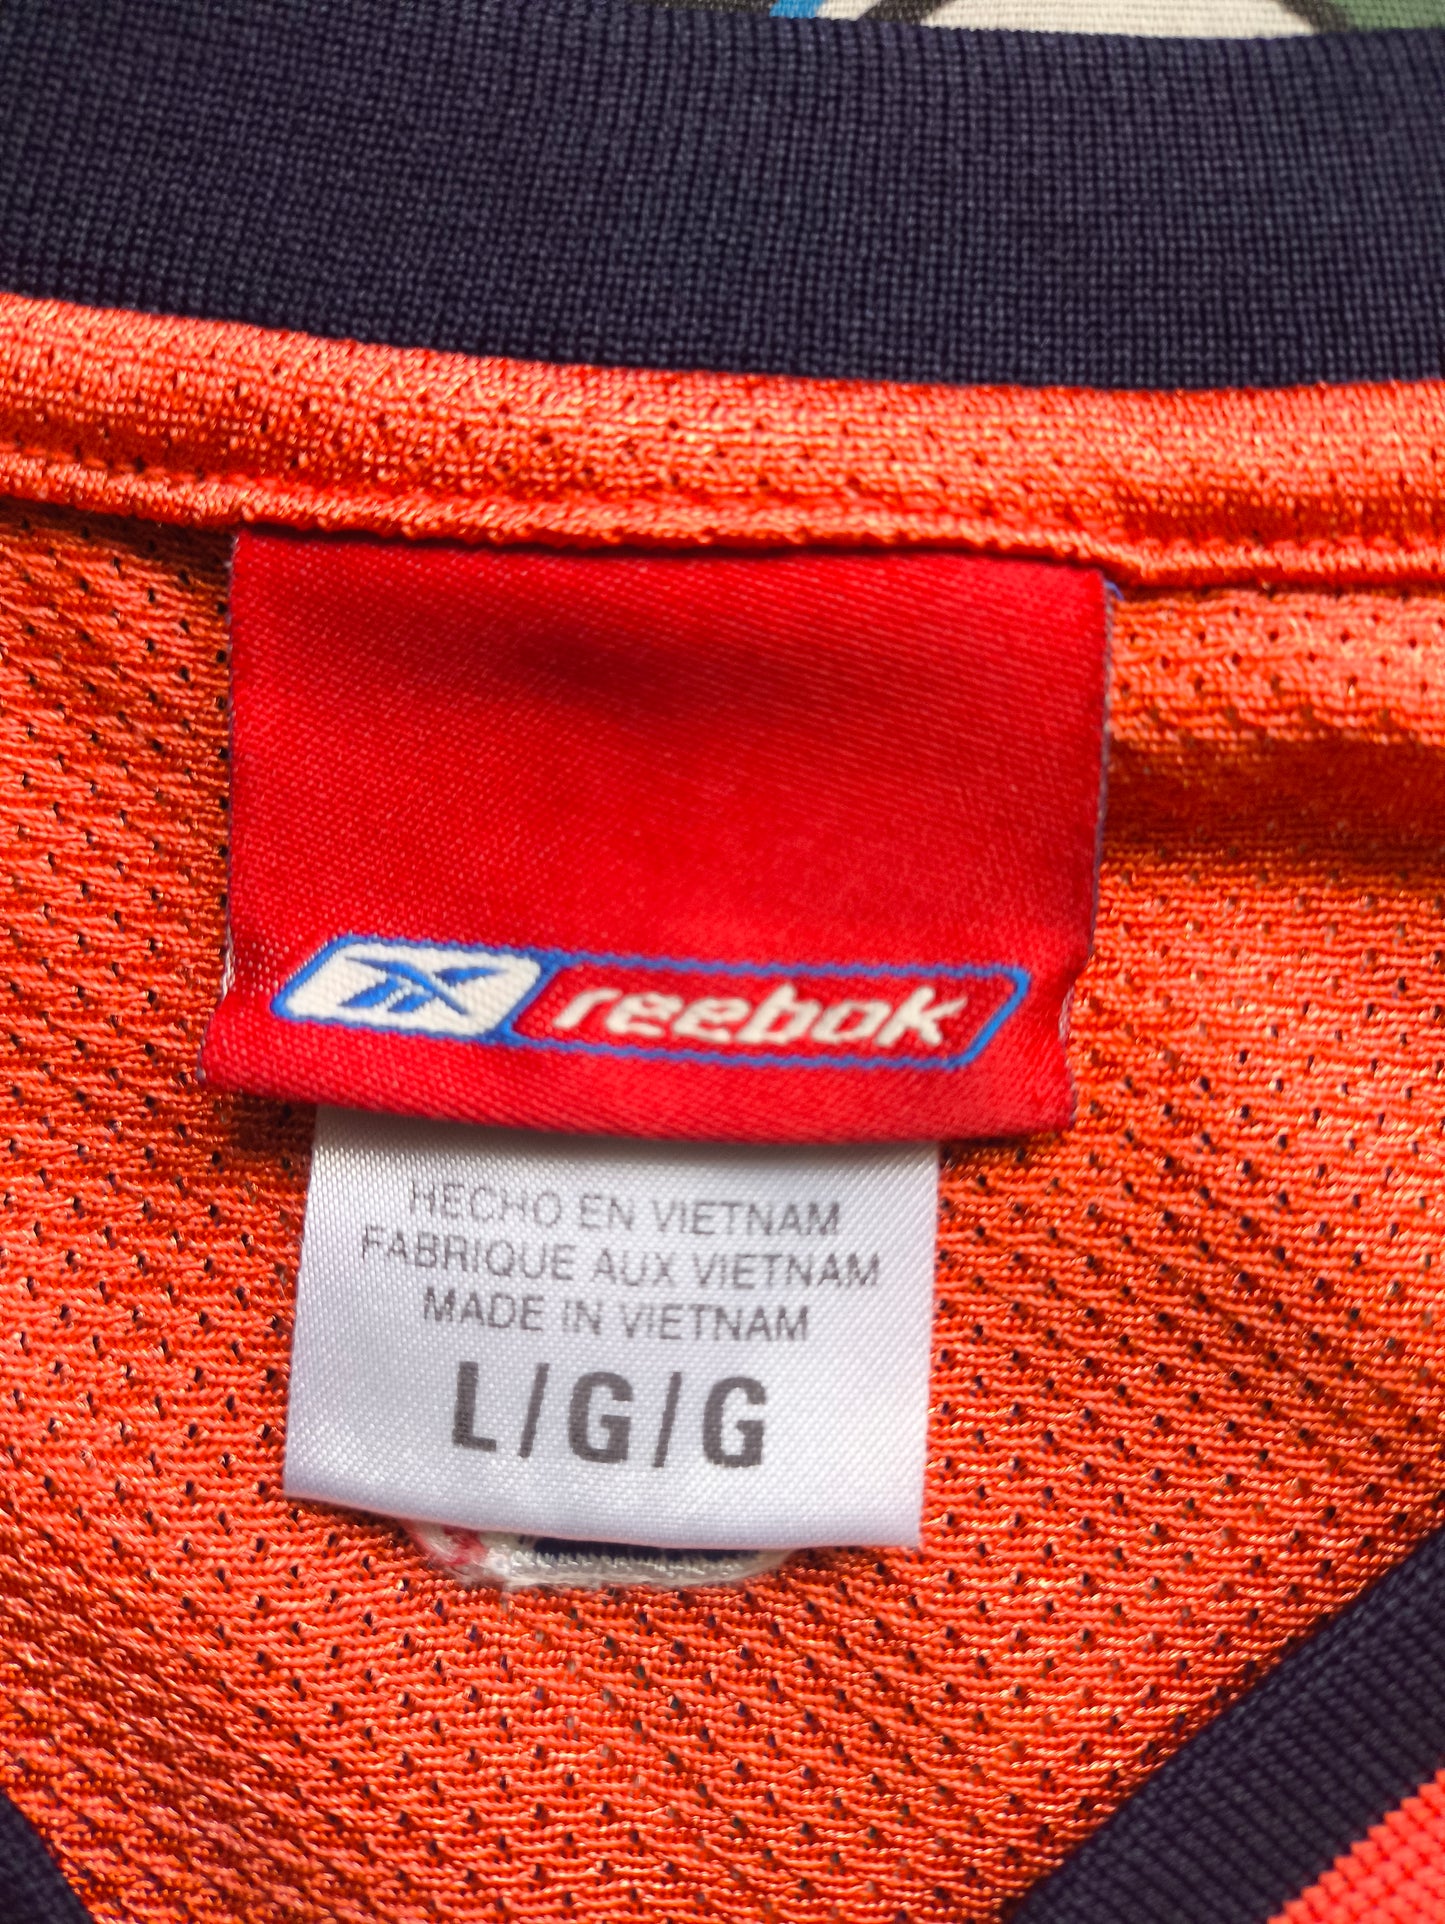 Reebok
HECHO EN VIETNAM
FABRIQUE AUX VIETNAM
MADE IN VIETNAM
L/G/G